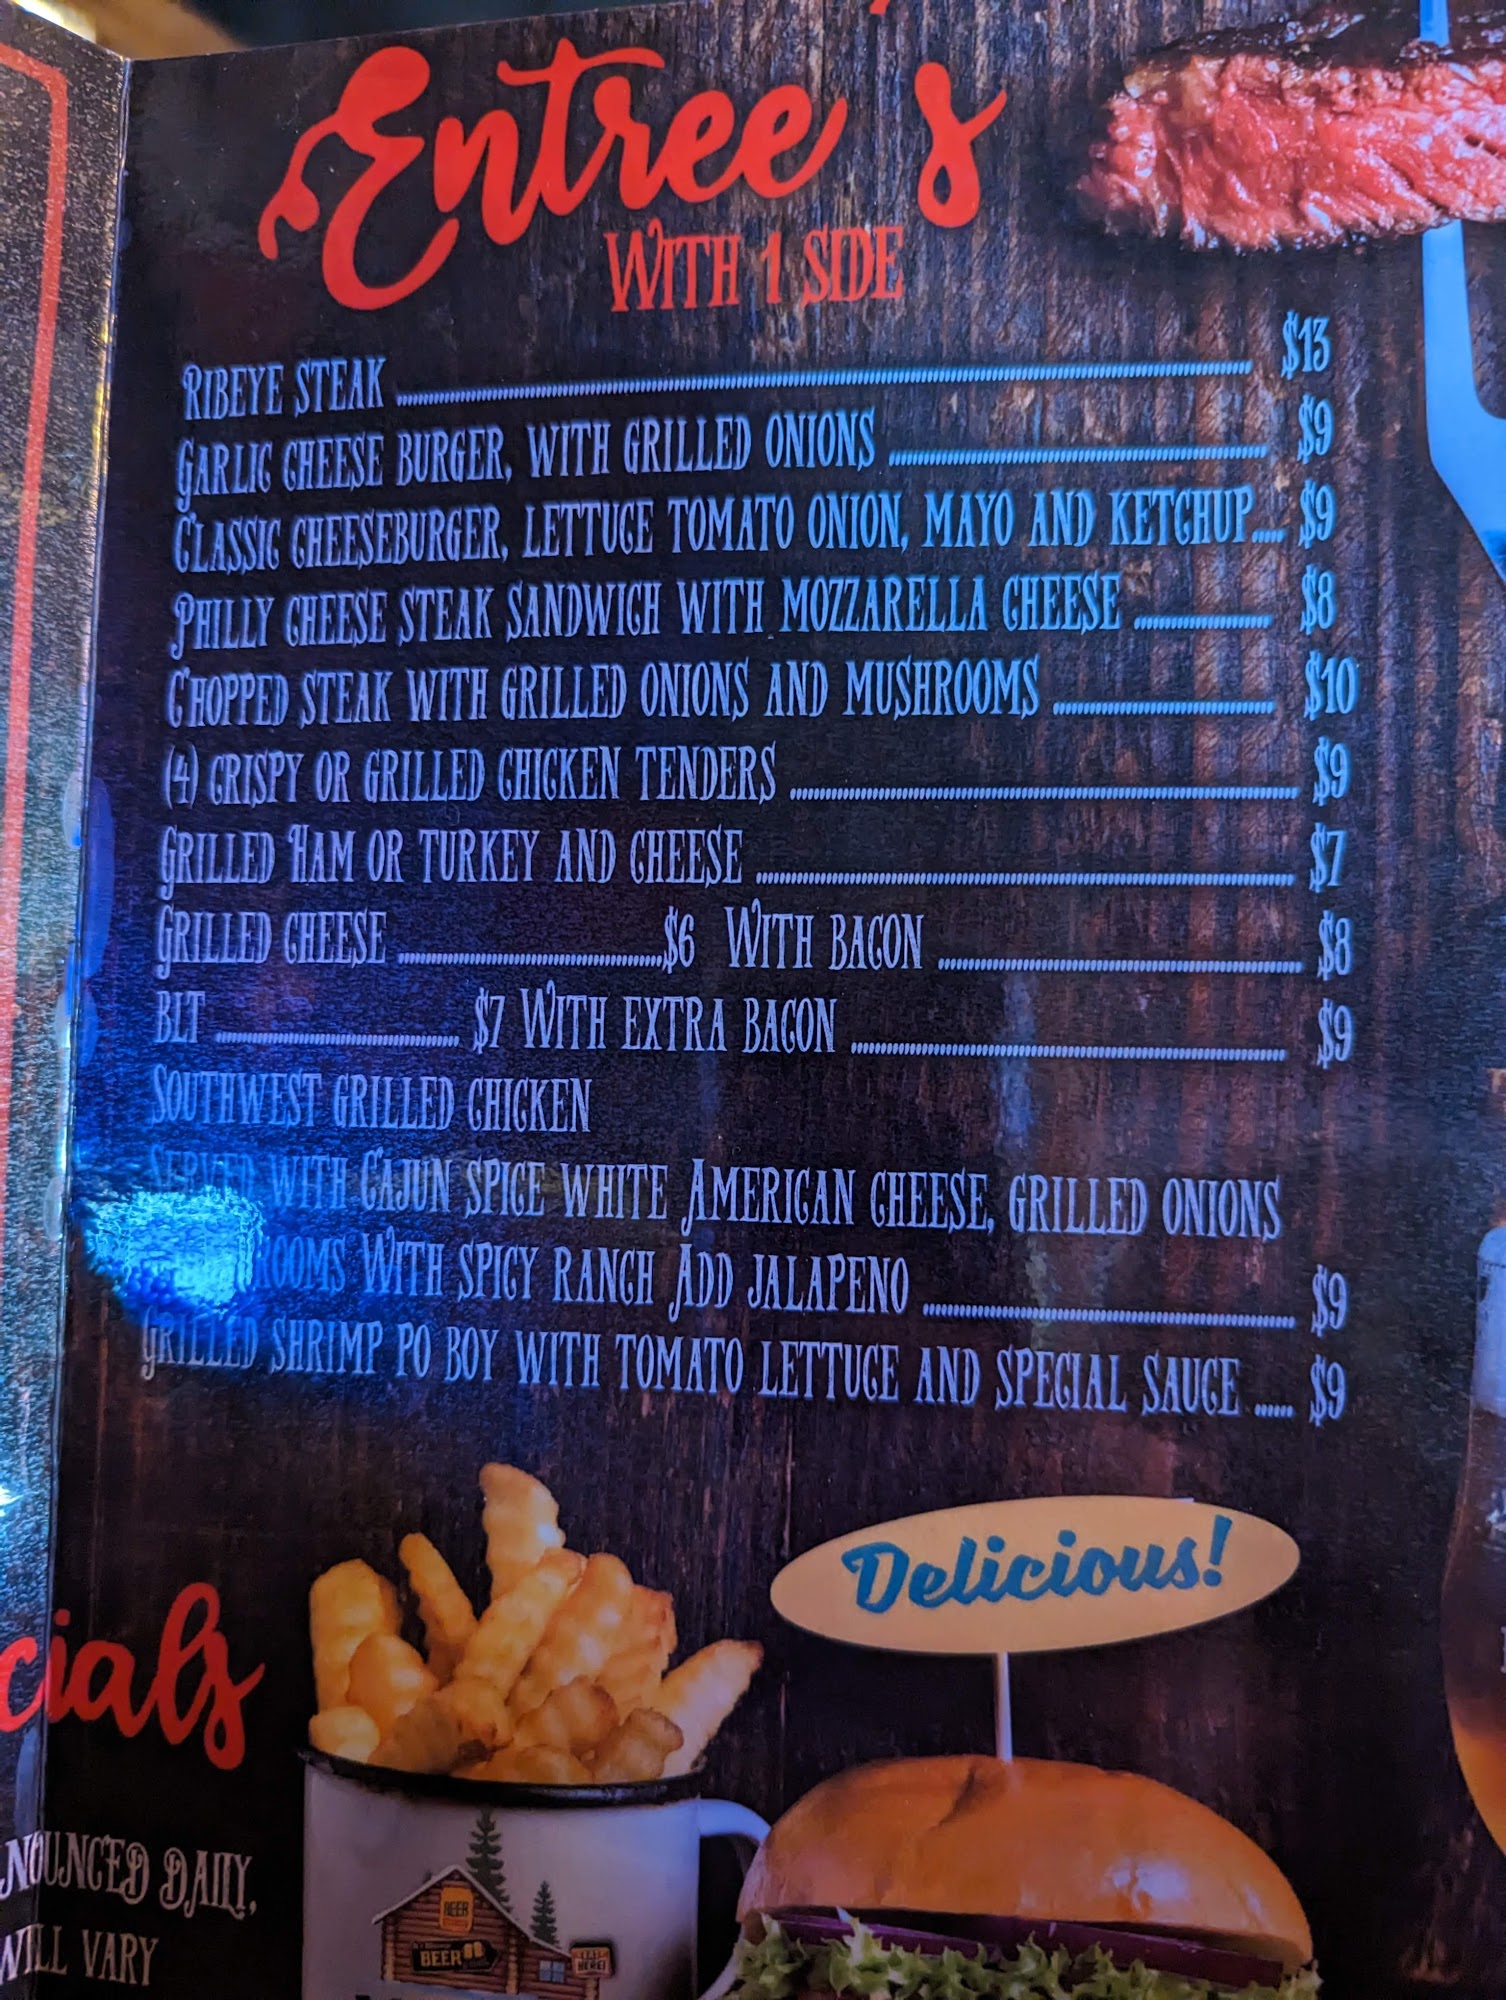 Entree's
With 1 Side
Ribeye steak $13
Garlic cheese burger, with grilled onions $9
Classic cheeseburger, lettuce tomato onion, mayo and ketchup $9
Philly cheese steak sandwich with mozzarella cheese $8
Chopped steak with grilled onions and mushrooms $10
(4) crispy or grilled chicken tenders $9
Grilled Ham or turkey and cheese $7
Grilled cheese $6 With bacon $8
BLT $7 With extra bacon $9
Southwest grilled chicken
Served with Cajun spice white American cheese, grilled onions
With spicy ranch Add jalapeno $9
Grilled shrimp po boy with tomato lettuce and special sauce $9
Delicious!
cials
nounced daily,
will vary
BEER
BEER